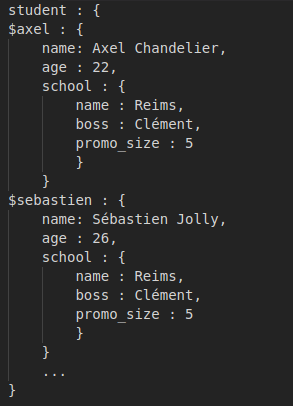 student : {
$axel : {
    name: Axel Chandelier,
    age : 22,
    school : {
        name : Reims,
        boss : Clément,
        promo_size : 5
        }
    }
$sebastien : {
    name: Sébastien Jolly,
    age : 26,
    school : {
        name : Reims,
        boss : Clément,
        promo_size : 5
        }
    }
    ...
}